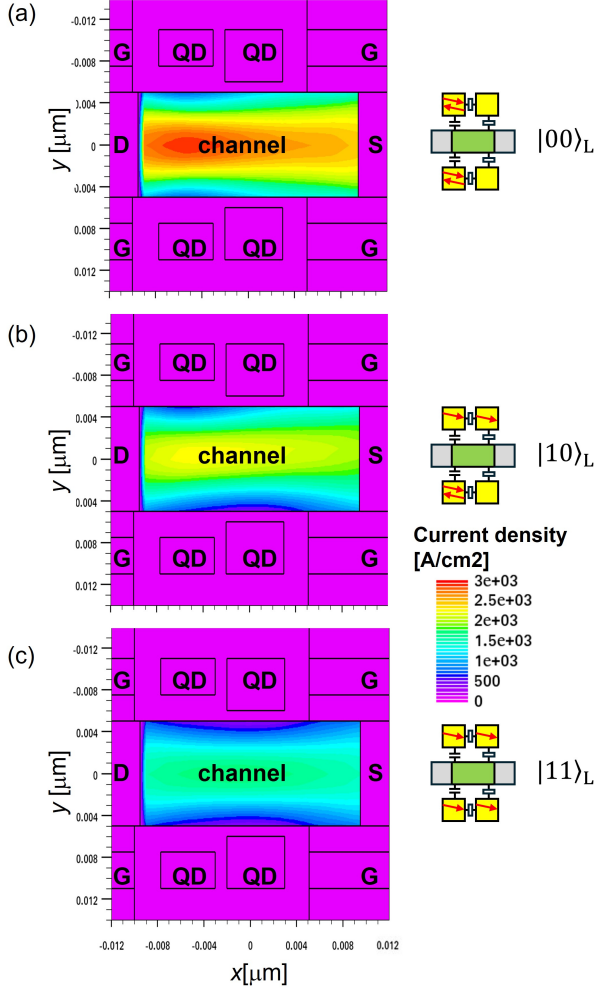 (a)
-0.012
-0.008
0.004
0
0.004
0.008
0.012
y [μm]
G QD QD
D channel S
G QD QD G
|00⟩L
(b)
-0.012
-0.008
0.004
0
0.004
0.008
0.012
y [μm]
G QD QD G
D channel S
G QD QD G
|10⟩L
Current density
[A/cm2]
3e+03
2.5e+03
2e+03
1.5e+03
1e+03
500
0
(c)
-0.012
-0.008
0.004
0
0.004
0.008
0.012
y [μm]
G QD QD G
D channel S
G QD QD G
|11⟩L
-0.012 -0.008 -0.004 0 0.004 0.008 0.012
x[μm]